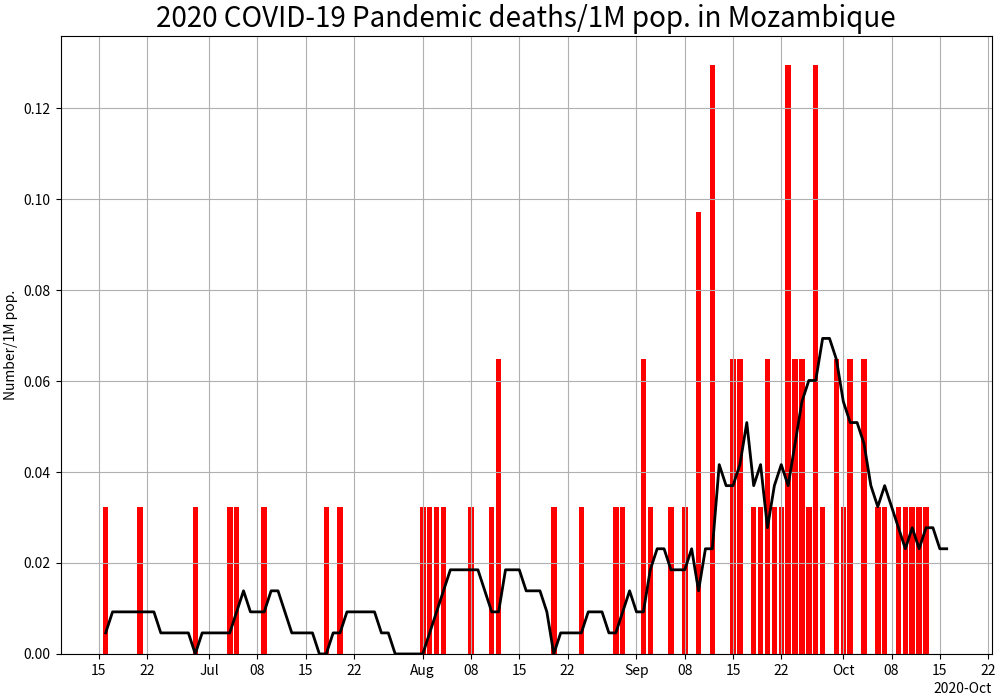 2020 COVID-19 Pandemic deaths/1M pop. in Mozambique
Number/1M pop.
0.12
0.10
0.08
0.06
0.04
0.02
0.00
15 22 Jul 08 15 22 Aug 08 15 22 Sep 08 15 22 Oct 08 15 22
2020-Oct